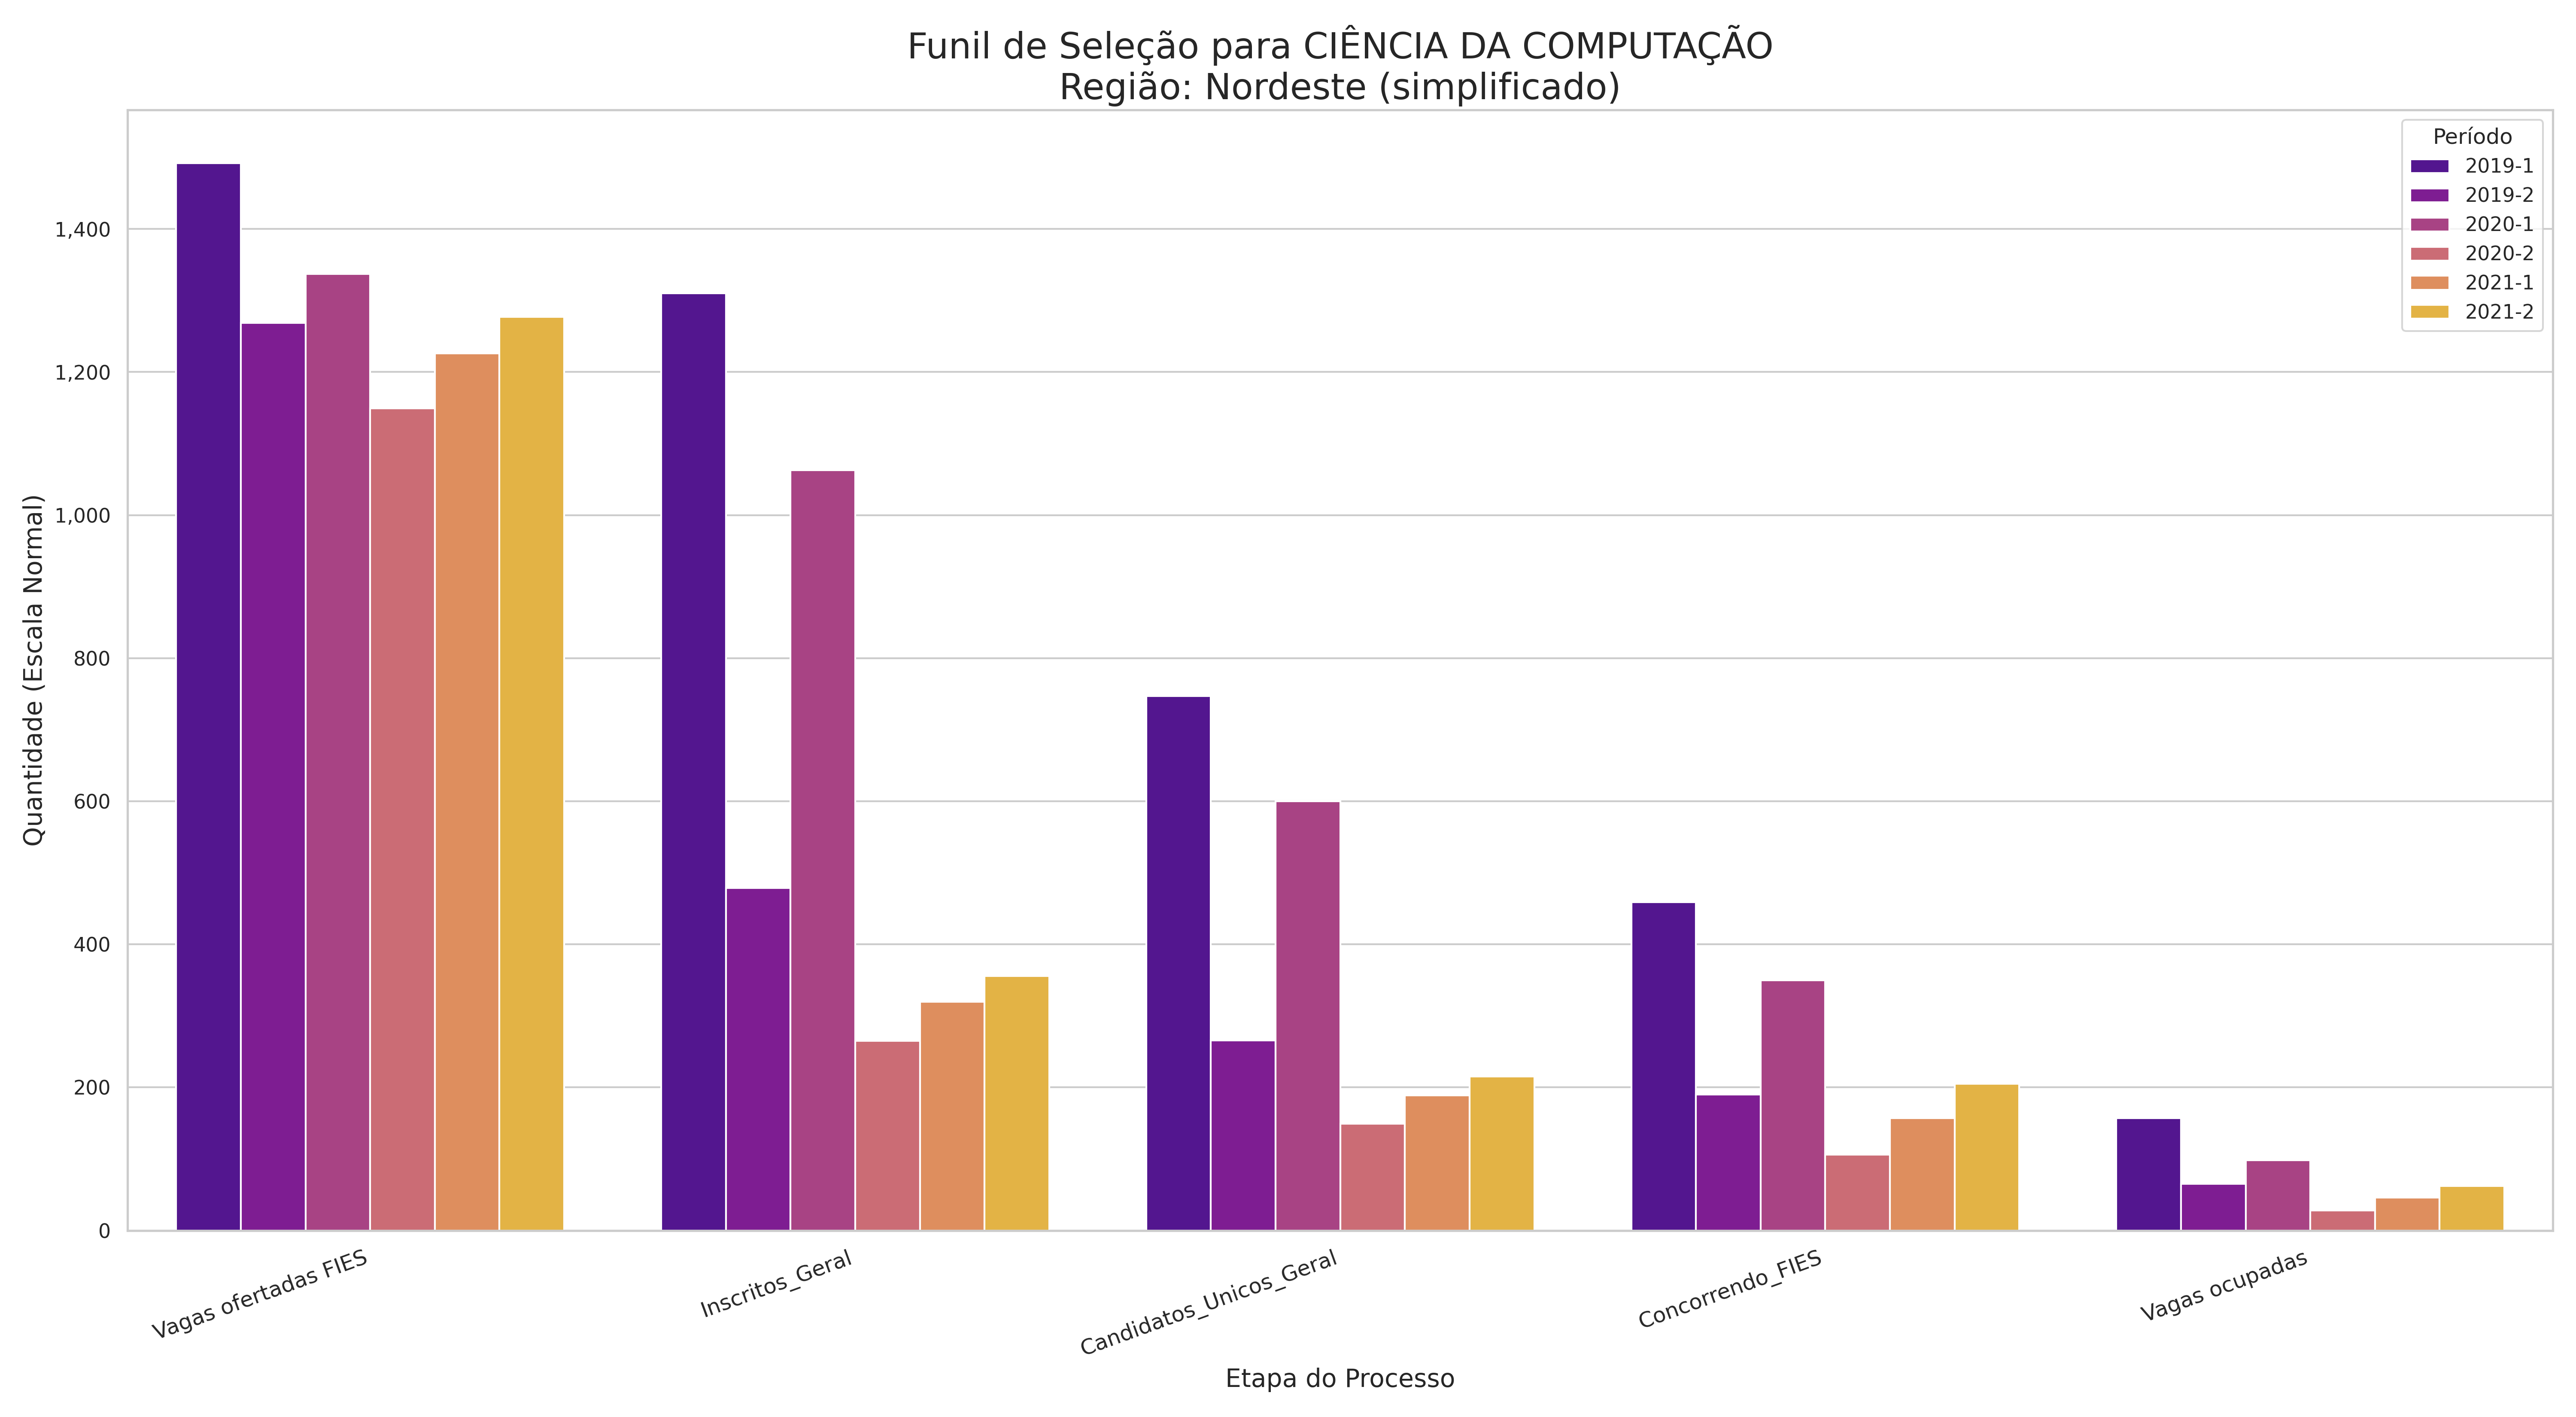 Funil de Seleção para CIÊNCIA DA COMPUTAÇÃO
Região: Nordeste (simplificado)
Quantidade (Escala Normal)
1,400
1,200
1,000
800
600
400
200
0
Período
2019-1
2019-2
2020-1
2020-2
2021-1
2021-2
Vagas ofertadas FIES
Inscritos_Geral
Candidatos_Unicos_Geral
Concorrendo_FIES
Vagas ocupadas
Etapa do Processo